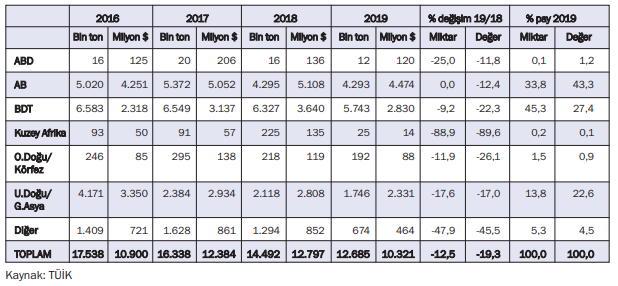 2016 2017 2018 2019 % değişim 19/18 % pay 2019
Bin ton Milyon $ Bin ton Milyon $ Bin ton Milyon $ Bin ton Milyon $ Miktar Değer Miktar Değer
ABD 16 125 20 206 16 136 12 120 -25,0 -11,8 0,1 1,2
AB 5.020 4.251 5.372 5.052 4.295 5.108 4.293 4.474 0,0 -12,4 33,8 43,3
BDT 6.583 2.318 6.549 3.137 6.327 3.640 5.743 2.830 -9,2 -22,3 45,3 27,4
Kuzey Afrika 93 50 91 57 225 135 25 14 -88,9 -89,6 0,2 0,1
O.Doğu/ 246 85 295 138 218 119 192 88 -11,9 -26,1 1,5 0,9
Körfez
U.Doğu/ 4.171 3.350 2.384 2.934 2.118 2.808 1.746 2.331 -17,6 -17,0 13,8 22,6
G.Asya
Diğer 1.409 721 1.628 861 1.294 852 674 464 -47,9 -45,5 5,3 4,5
TOPLAM 17.538 10.900 16.338 12.384 14.492 12.797 12.685 10.321 -12,5 -19,3 100,0 100,0
Kaynak: TÜİK